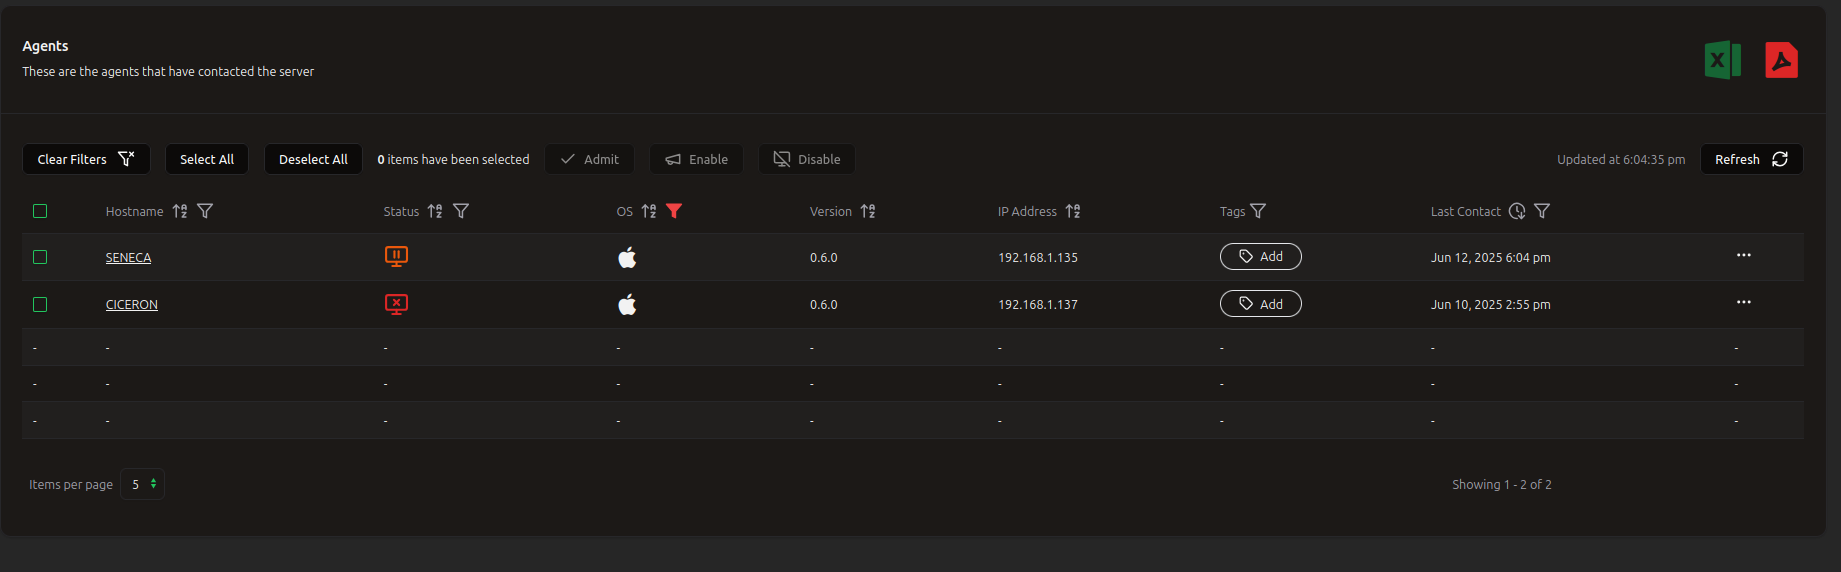 Agents
These are the agents that have contacted the server
Clear Filters Select All Deselect All 0 items have been selected Admit Enable Disable Updated at 6:04:35 pm Refresh
Hostname Status OS Version IP Address Tags Last Contact
SENECA 0.6.0 192.168.1.135 Add Jun 12, 2025 6:04 pm ...
CICERON 0.6.0 192.168.1.137 Add Jun 10, 2025 2:55 pm ...
- - - - - - - - -
- - - - - - - - -
- - - - - - - - -
Items per page 5 Showing 1 - 2 of 2